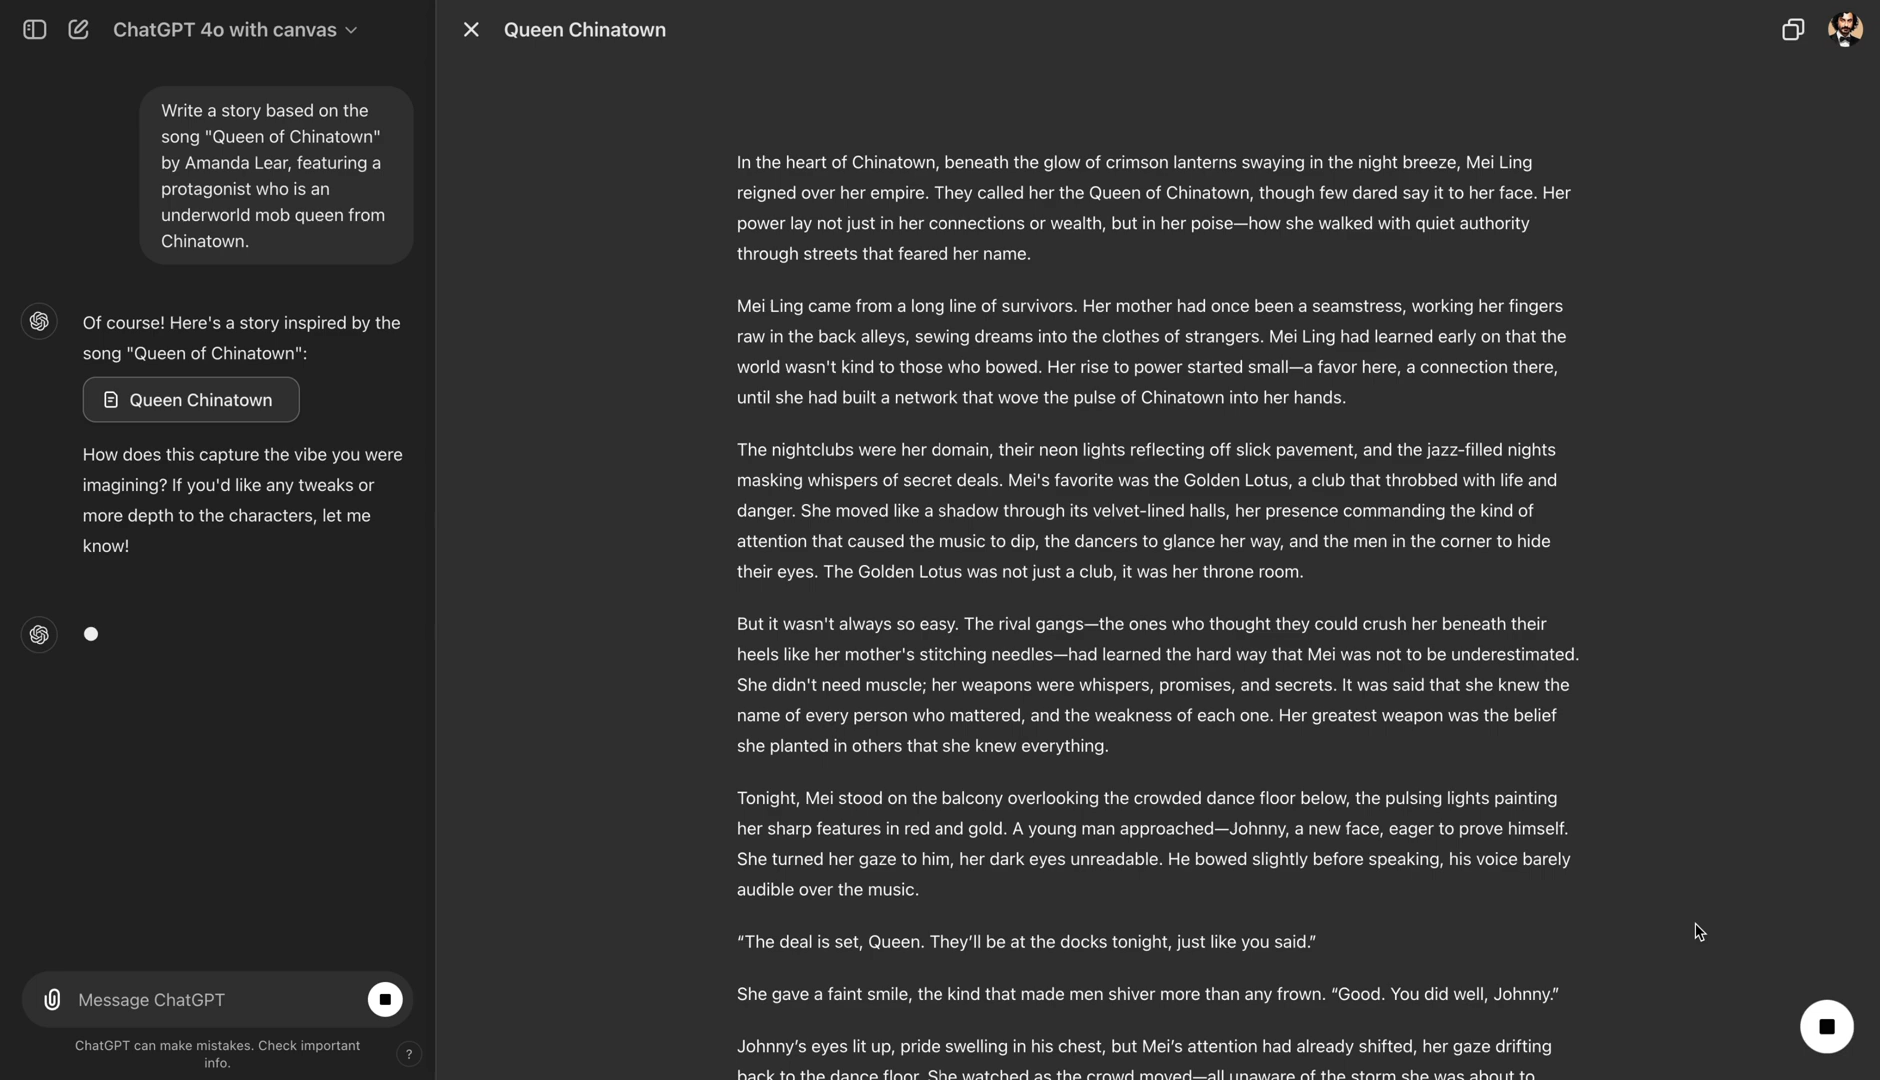 ChatGPT 4o with canvas
Write a story based on the
song "Queen of Chinatown"
by Amanda Lear, featuring a
protagonist who is an
underworld mob queen from
Chinatown.
Of course! Here's a story inspired by the
song "Queen of Chinatown":
Queen Chinatown
How does this capture the vibe you were
imagining? If you'd like any tweaks or
more depth to the characters, let me
know!
Message ChatGPT
ChatGPT can make mistakes. Check important
info.
?
Queen Chinatown
In the heart of Chinatown, beneath the glow of crimson lanterns swaying in the night breeze, Mei Ling
reigned over her empire. They called her the Queen of Chinatown, though few dared say it to her face. Her
power lay not just in her connections or wealth, but in her poise—how she walked with quiet authority
through streets that feared her name.
Mei Ling came from a long line of survivors. Her mother had once been a seamstress, working her fingers
raw in the back alleys, sewing dreams into the clothes of strangers. Mei Ling had learned early on that the
world wasn't kind to those who bowed. Her rise to power started small—a favor here, a connection there,
until she had built a network that wove the pulse of Chinatown into her hands.
The nightclubs were her domain, their neon lights reflecting off slick pavement, and the jazz-filled nights
masking whispers of secret deals. Mei's favorite was the Golden Lotus, a club that throbbed with life and
danger. She moved like a shadow through its velvet-lined halls, her presence commanding the kind of
attention that caused the music to dip, the dancers to glance her way, and the men in the corner to hide
their eyes. The Golden Lotus was not just a club, it was her throne room.
But it wasn't always so easy. The rival gangs—the ones who thought they could crush her beneath their
heels like her mother's stitching needles—had learned the hard way that Mei was not to be underestimated.
She didn't need muscle; her weapons were whispers, promises, and secrets. It was said that she knew the
name of every person who mattered, and the weakness of each one. Her greatest weapon was the belief
she planted in others that she knew everything.
Tonight, Mei stood on the balcony overlooking the crowded dance floor below, the pulsing lights painting
her sharp features in red and gold. A young man approached—Johnny, a new face, eager to prove himself.
She turned her gaze to him, her dark eyes unreadable. He bowed slightly before speaking, his voice barely
audible over the music.
“The deal is set, Queen. They’ll be at the docks tonight, just like you said.”
She gave a faint smile, the kind that made men shiver more than any frown. “Good. You did well, Johnny.”
Johnny’s eyes lit up, pride swelling in his chest, but Mei’s attention had already shifted, her gaze drifting
back to the dance floor. She watched as the crowd moved—all unaware of the storm she was about to